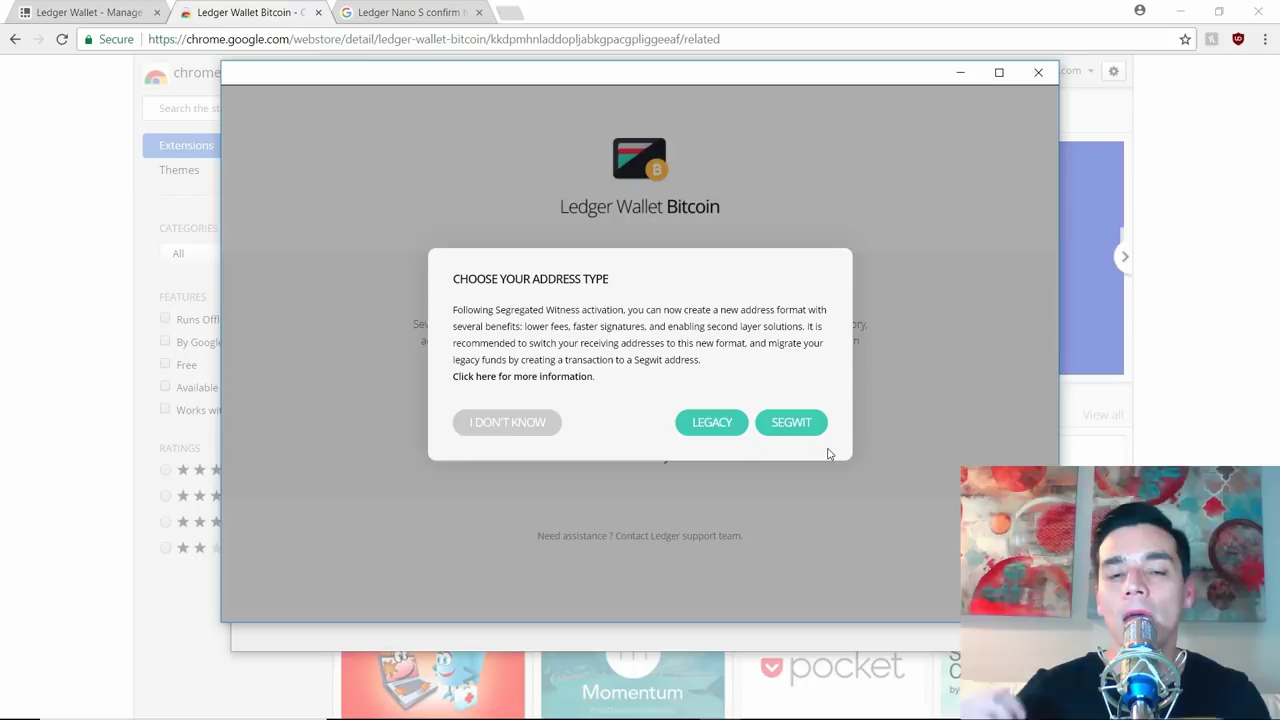 Ledger Wallet - Manage
Ledger Wallet Bitcoin - C
Ledger Nano S confirm t
Secure
https://chrome.google.com/webstore/detail/ledger-wallet-bitcoin/kkdpmhnladdopljabkgpacgpliggeeaf/related
chrome
.com
Search the st
Extensions
Themes
CATEGORIES
All
FEATURES
Runs Offl
By Google
Free
Available
Works wit
RATINGS
Ledger Wallet Bitcoin
CHOOSE YOUR ADDRESS TYPE
Following Segregated Witness activation, you can now create a new address format with
several benefits: lower fees, faster signatures, and enabling second layer solutions. It is
recommended to switch your receiving addresses to this new format, and migrate your
legacy funds by creating a transaction to a Segwit address.
Click here for more information.
I DON'T KNOW
LEGACY
SEGWIT
Need assistance ? Contact Ledger support team.
View all
Momentum
pocket